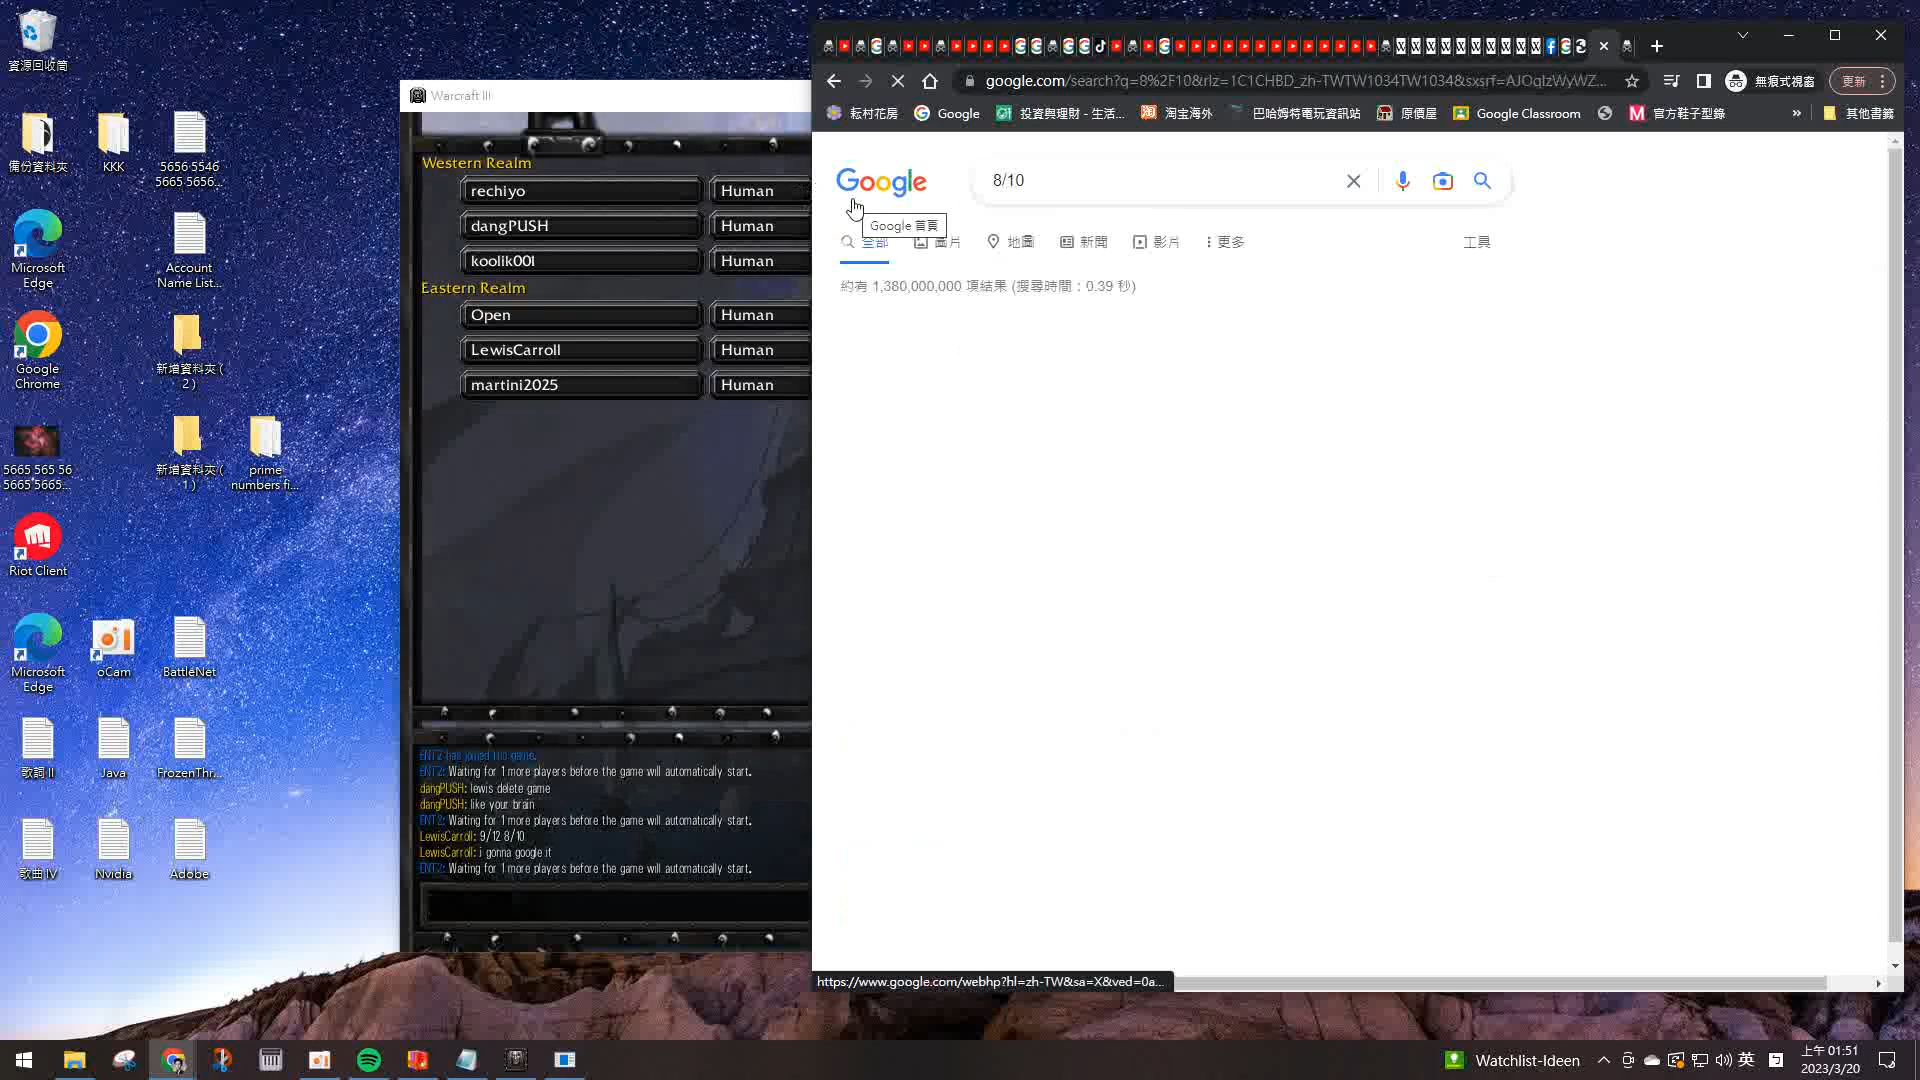 資源回收筒
備份資料夾
KKK
5656 5546
5665 5656...
Microsoft
Edge
Account
Name List...
Google
Chrome
新增資料夾 (
2 )
5665 565 56
5665 5665...
新增資料夾 (
1 )
prime
numbers fi...
Riot Client
Microsoft
Edge
oCam
BattleNet
歌詞 II
Java
FrozenThr...
歌曲 IV
Nvidia
Adobe
Warcraft III
Western Realm
rechiyo
Human
dangPUSH
Human
koolik001
Human
Eastern Realm
Open
Human
LewisCarroll
Human
martini2025
Human
ENT2 has joined the game.
ENT2: Waiting for 1 more players before the game will automatically start.
dangPUSH: lewis delete game
dangPUSH: like your brain
ENT2: Waiting for 1 more players before the game will automatically start.
LewisCarroll: 9/12 8/10
LewisCarroll: i gonna google it
ENT2: Waiting for 1 more players before the game will automatically start.
google.com/search?q=8%2F10&rlz=1C1CHBD_zh-TWTW1034TW1034&sxsrf=AJOqlzWyWZ...
無痕式視窗
更新
耘村花房
Google
投資與理財 - 生活...
淘宝海外
巴哈姆特電玩資訊站
原價屋
Google Classroom
官方鞋子型錄
»
其他書籤
Google
8/10
Google 首頁
全部
圖片
地圖
新聞
影片
更多
工具
約有 1,380,000,000 項結果 (搜尋時間：0.39 秒)
https://www.google.com/webhp?hl=zh-TW&sa=X&ved=0a...
Watchlist-Ideen
英
上午 01:51
2023/3/20